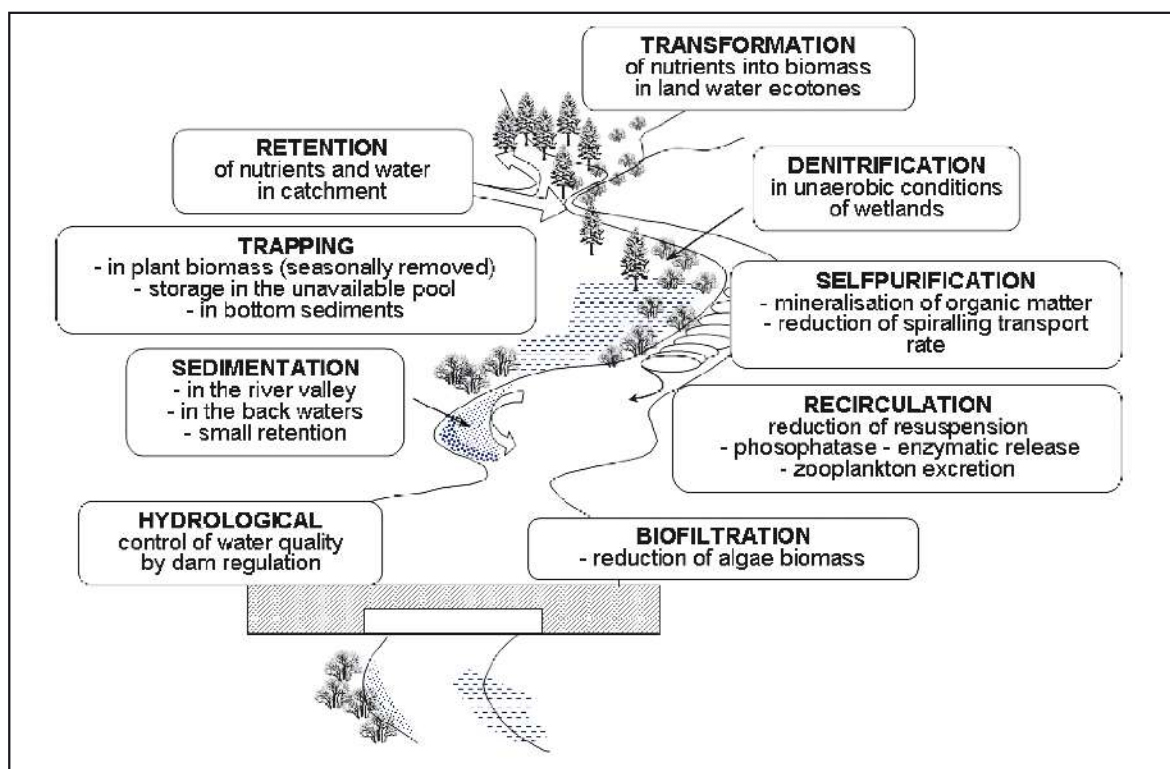 TRANSFORMATION
of nutrients into biomass
in land water ecotones
RETENTION
of nutrients and water
in catchment
DENITRIFICATION
in unaerobic conditions
of wetlands
TRAPPING
- in plant biomass (seasonally removed)
- storage in the unavailable pool
- in bottom sediments
SELFPURIFICATION
- mineralisation of organic matter
- reduction of spiralling transport
rate
SEDIMENTATION
- in the river valley
- in the back waters
- small retention
RECIRCULATION
reduction of resuspension
- phosophatase - enzymatic release
- zooplankton excretion
HYDROLOGICAL
control of water quality
by dam regulation
BIOFILTRATION
- reduction of algae biomass